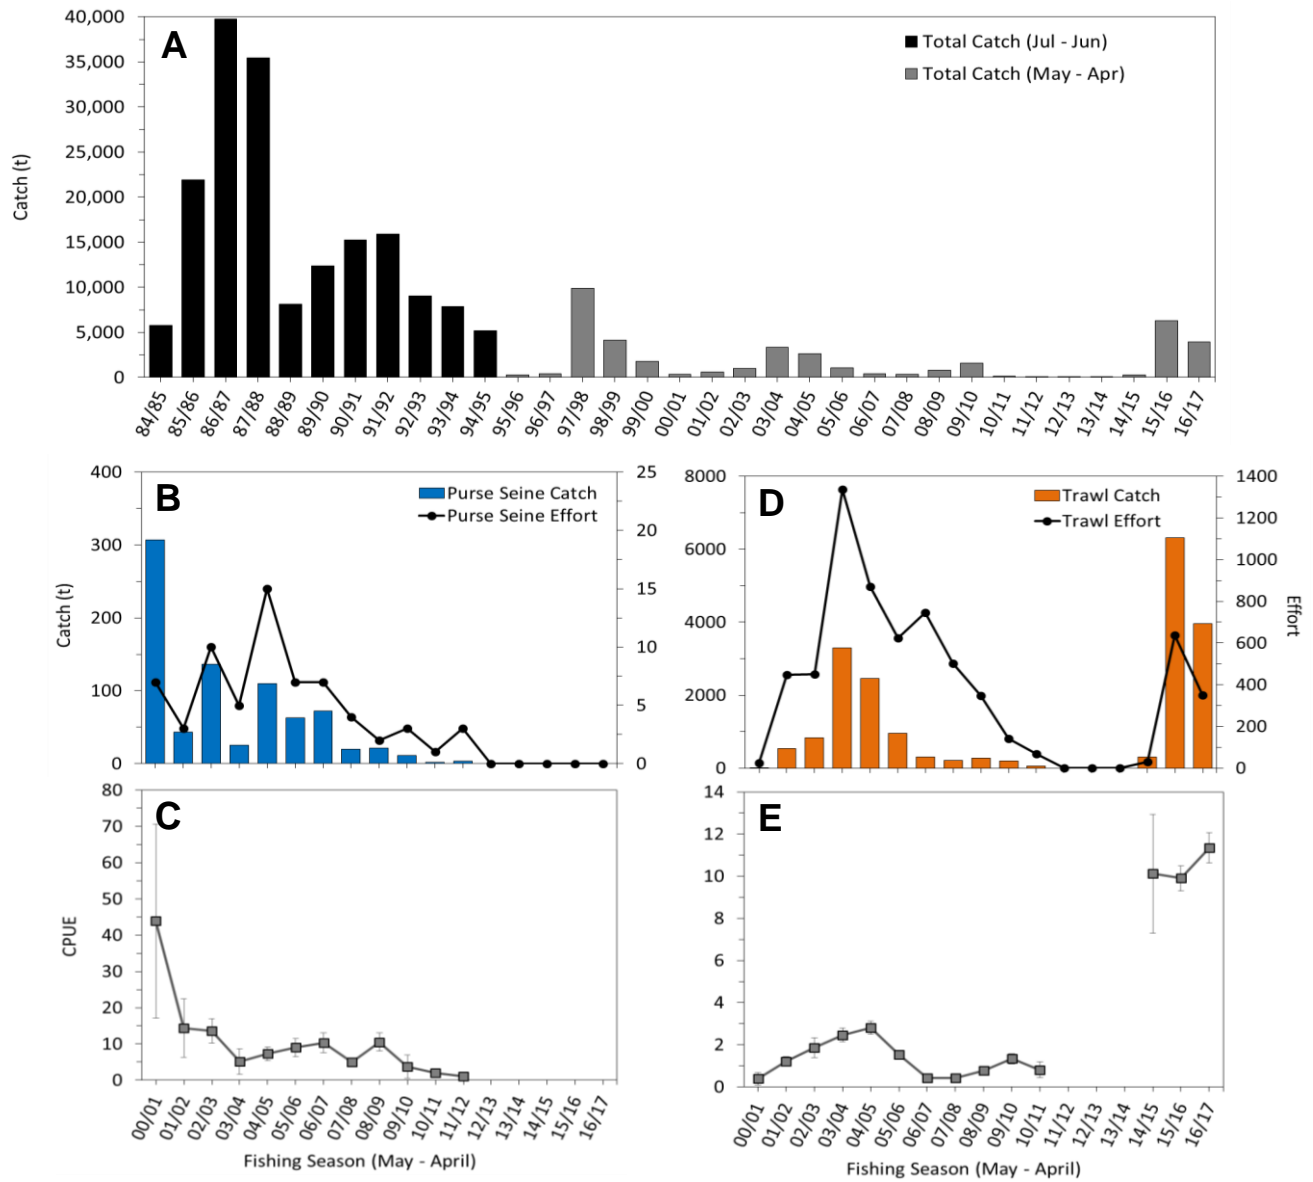 A
Total Catch (Jul - Jun)
Total Catch (May - Apr)
Catch (t)
40,000
35,000
30,000
25,000
20,000
15,000
10,000
5,000
0
84/85 85/86 86/87 87/88 88/89 89/90 90/91 91/92 92/93 93/94 94/95 95/96 96/97 97/98 98/99 99/00 00/01 01/02 02/03 03/04 04/05 05/06 06/07 07/08 08/09 09/10 10/11 11/12 12/13 13/14 14/15 15/16 16/17
B
Purse Seine Catch
Purse Seine Effort
Catch (t)
400
300
200
100
0
25
20
15
10
5
0
D
Trawl Catch
Trawl Effort
8000
6000
4000
2000
0
1400
1200
1000
800
600
400
200
0
Effort
C
CPUE
80
70
60
50
40
30
20
10
0
00/01 01/02 02/03 03/04 04/05 05/06 06/07 07/08 08/09 09/10 10/11 11/12 12/13 13/14 14/15 15/16 16/17
Fishing Season (May - April)
E
14
12
10
8
6
4
2
0
00/01 01/02 02/03 03/04 04/05 05/06 06/07 07/08 08/09 09/10 10/11 11/12 12/13 13/14 14/15 15/16 16/17
Fishing Season (May - April)